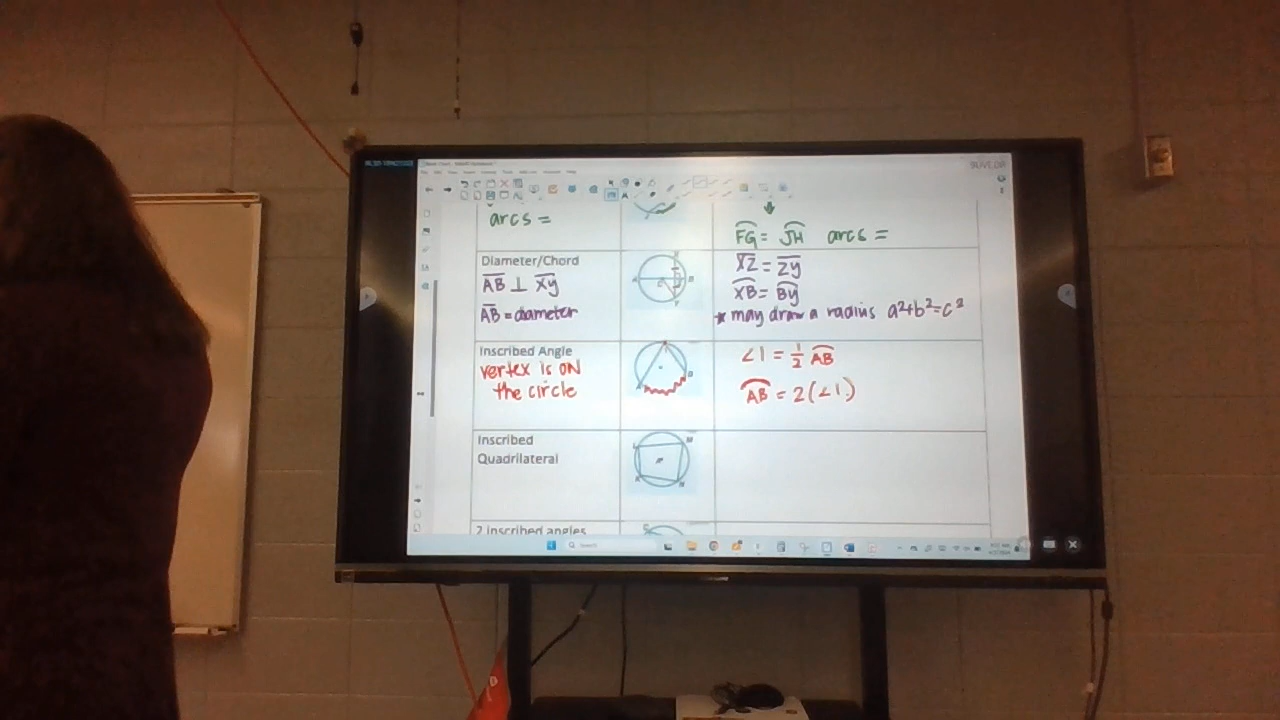 arcs =
FG = JH arcs =
Diameter/Chord
AB ⊥ XY
AB = diameter
XZ = ZY
XB = BY
* may draw a radius a²+b²=c²
Inscribed Angle
vertex is ON
the circle
∠1 = 1/2 AB
AB = 2(∠1)
Inscribed
Quadrilateral
2 inscribed angles
Search